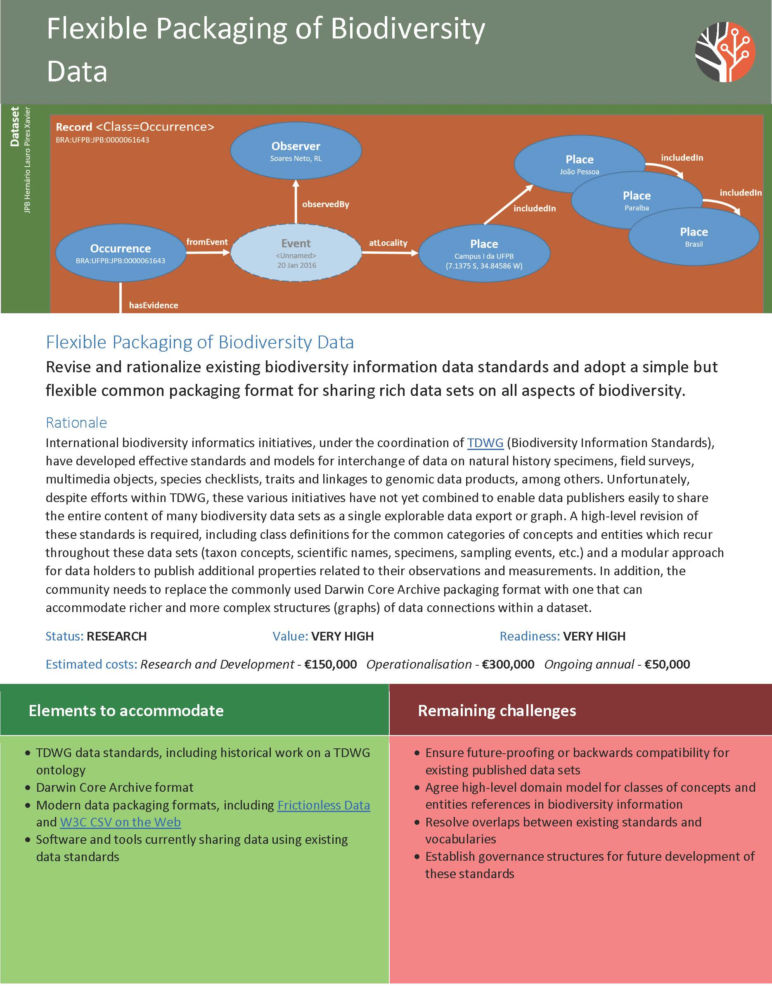 Flexible Packaging of Biodiversity
Data
Dataset
JPB Hernário Lauro Pires Xavier
Record <Class=Occurrence>
BRA:UFPB:JPB:0000061643
Observer
Soares Neto, RL
observedBy
Occurrence
BRA:UFPB:JPB:0000061643
fromEvent
Event
<Unnamed>
20 Jan 2016
atLocality
Place
Campus I da UFPB
(7.1375 S, 34.84586 W)
includedIn
Place
João Pessoa
includedIn
Place
Paralba
includedIn
Place
Brasil
hasEvidence
Flexible Packaging of Biodiversity Data
Revise and rationalize existing biodiversity information data standards and adopt a simple but
flexible common packaging format for sharing rich data sets on all aspects of biodiversity.
Rationale
International biodiversity informatics initiatives, under the coordination of TDWG (Biodiversity Information Standards),
have developed effective standards and models for interchange of data on natural history specimens, field surveys,
multimedia objects, species checklists, traits and linkages to genomic data products, among others. Unfortunately,
despite efforts within TDWG, these various initiatives have not yet combined to enable data publishers easily to share
the entire content of many biodiversity data sets as a single explorable data export or graph. A high-level revision of
these standards is required, including class definitions for the common categories of concepts and entities which recur
throughout these data sets (taxon concepts, scientific names, specimens, sampling events, etc.) and a modular approach
for data holders to publish additional properties related to their observations and measurements. In addition, the
community needs to replace the commonly used Darwin Core Archive packaging format with one that can
accommodate richer and more complex structures (graphs) of data connections within a dataset.
Status: RESEARCH Value: VERY HIGH Readiness: VERY HIGH
Estimated costs: Research and Development - €150,000 Operationalisation - €300,000 Ongoing annual - €50,000
Elements to accommodate
• TDWG data standards, including historical work on a TDWG
ontology
• Darwin Core Archive format
• Modern data packaging formats, including Frictionless Data
and W3C CSV on the Web
• Software and tools currently sharing data using existing
data standards
Remaining challenges
• Ensure future-proofing or backwards compatibility for
existing published data sets
• Agree high-level domain model for classes of concepts and
entities references in biodiversity information
• Resolve overlaps between existing standards and
vocabularies
• Establish governance structures for future development of
these standards